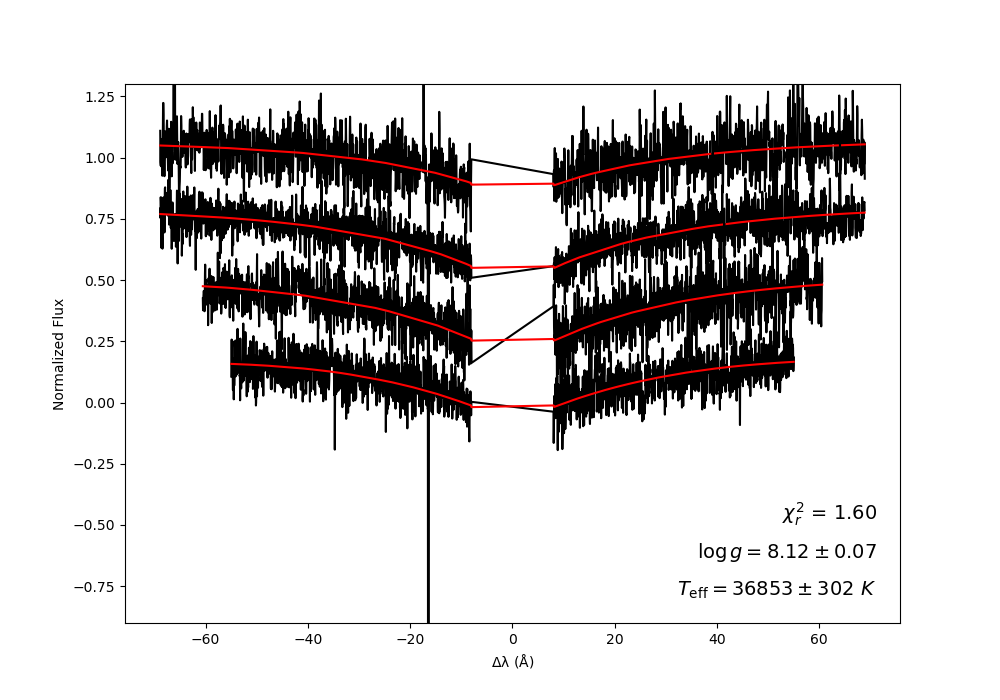 1.25
1.00
0.75
0.50
0.25
0.00
−0.25
−0.50
−0.75
Normalized Flux
χ²ᵣ = 1.60
log g = 8.12 ± 0.07
T_eff = 36853 ± 302 K
−60 −40 −20 0 20 40 60
Δλ (Å)